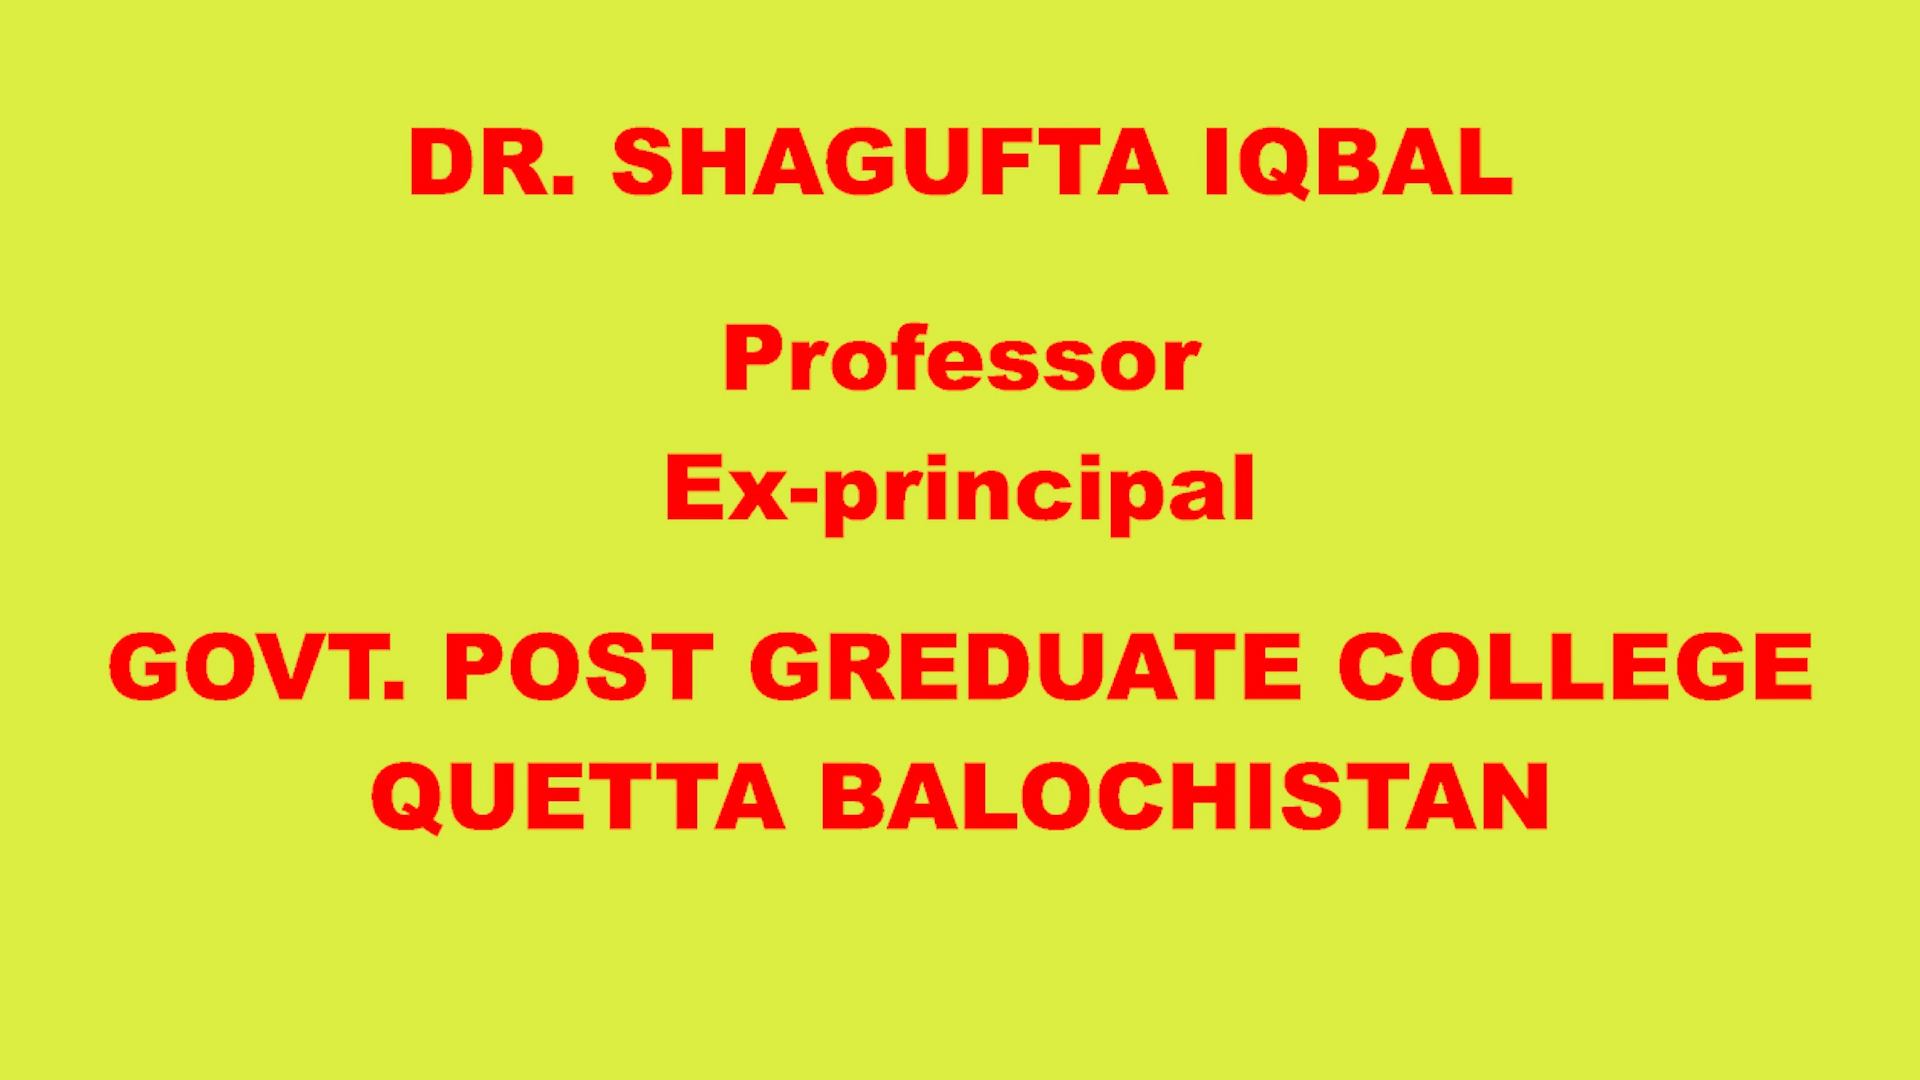 DR. SHAGUFTA IQBAL
Professor
Ex-principal
GOVT. POST GREDUATE COLLEGE
QUETTA BALOCHISTAN